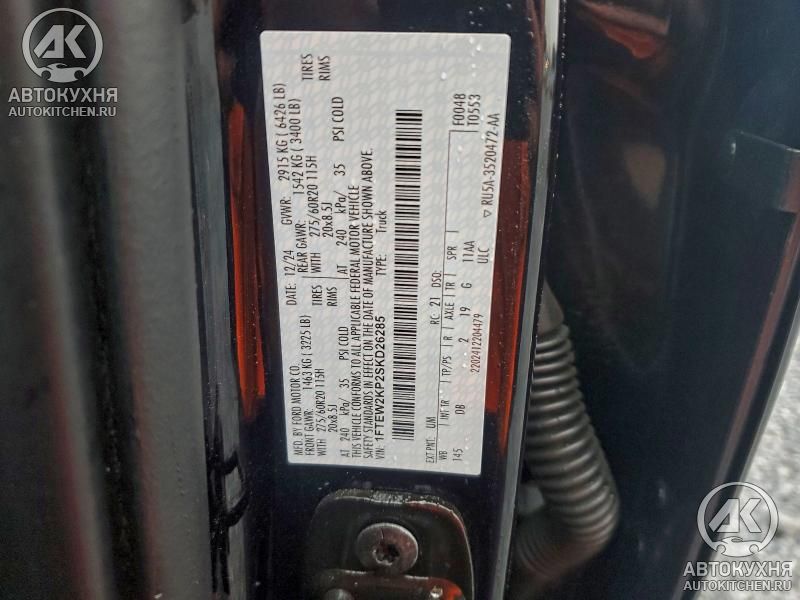 MFD. BY FORD MOTOR CO.
DATE: 12/24
GVWR: 2915 KG ( 6426 LB)
FRONT GAWR: 1463 KG ( 3225 LB)
REAR GAWR: 1542 KG ( 3400 LB)
WITH 275/60R20 115H TIRES
WITH 275/60R20 115H TIRES
20x8.5J RIMS
20x8.5J RIMS
AT 240 kPa/ 35 PSI COLD
AT 240 kPa/ 35 PSI COLD
THIS VEHICLE CONFORMS TO ALL APPLICABLE FEDERAL MOTOR VEHICLE
SAFETY STANDARDS IN EFFECT ON THE DATE OF MANUFACTURE SHOWN ABOVE.
VIN: 1FTEW2KP2SKD26285
TYPE: Truck
F0048
T0553
EXT PNT: UM RC: 21 DSO:
WB INT TR TP/PS R AXLE TR SPR
145 DB 2 19 G 11AA
ULC
2202412204479
▽ RU5A-3520472-AA
АК
АВТОКУХНЯ
AUTOKITCHEN.RU
АК
АВТОКУХНЯ
AUTOKITCHEN.RU